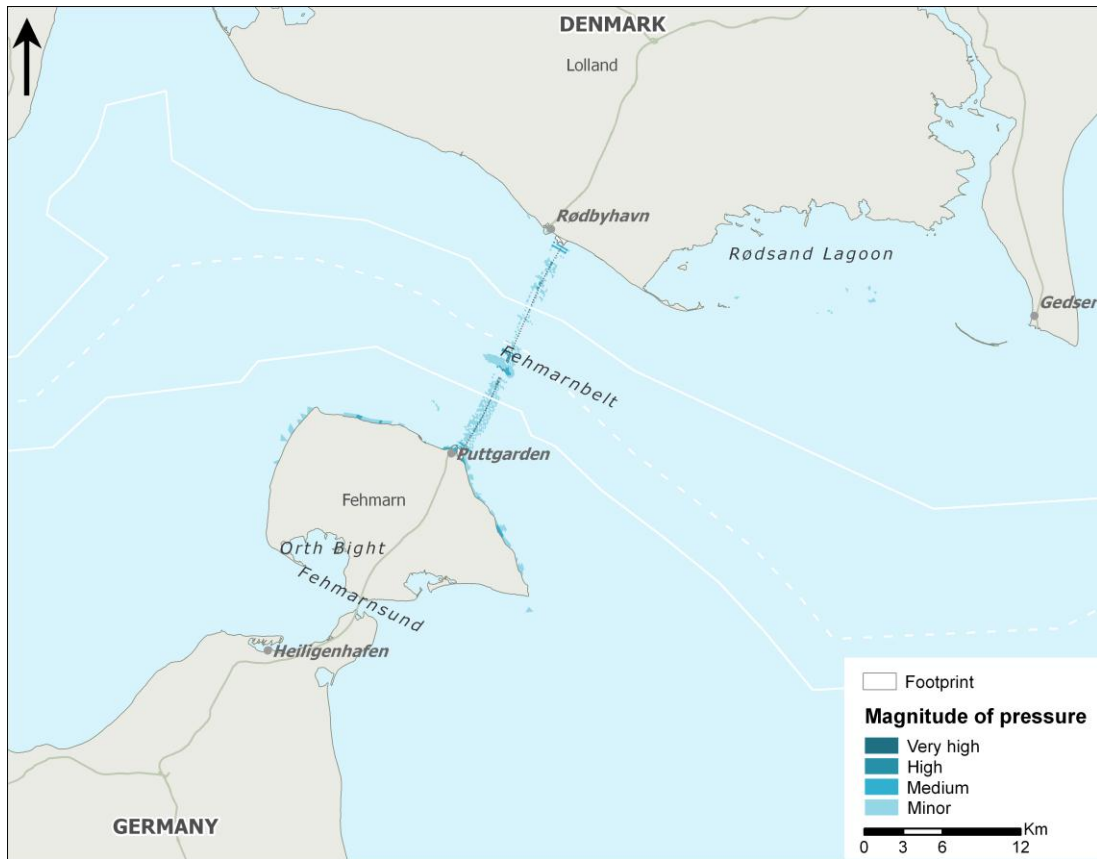 DENMARK
Lolland
Rødbyhavn
Rødsand Lagoon
Gedser
Fehmarnbelt
Puttgarden
Fehmarn
Orth Bight
Fehmarnsund
Heiligenhafen
GERMANY
Footprint
Magnitude of pressure
Very high
High
Medium
Minor
Km
0 3 6 12